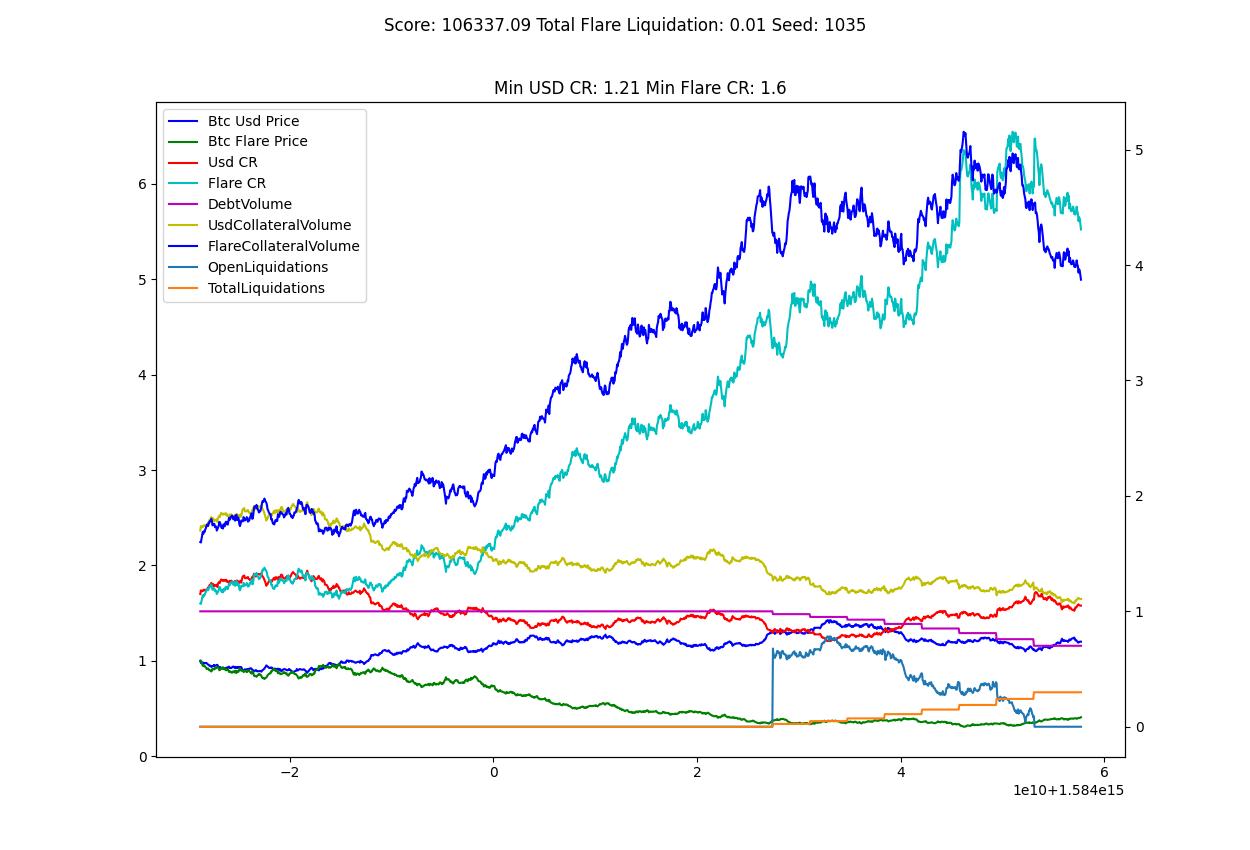 Score: 106337.09 Total Flare Liquidation: 0.01 Seed: 1035
Min USD CR: 1.21 Min Flare CR: 1.6
Btc Usd Price
Btc Flare Price
Usd CR
Flare CR
DebtVolume
UsdCollateralVolume
FlareCollateralVolume
OpenLiquidations
TotalLiquidations
6
5
4
3
2
1
0
5
4
3
2
1
0
−2
0
2
4
6
1e10+1.584e15